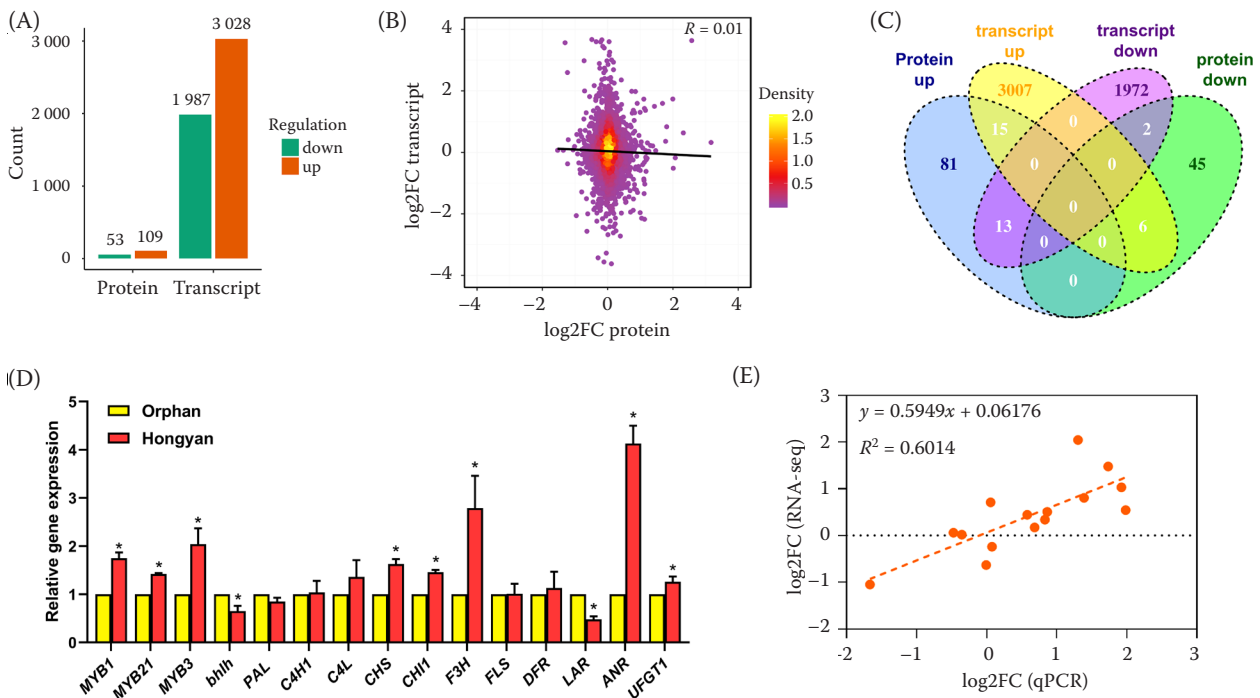 (A)
3 028
3 000
1 987
2 000
1 000
0
53
109
Count
Protein
Transcript
Regulation
down
up
(B)
R = 0.01
4
2
0
−2
−4
log2FC transcript
−4
−2
0
2
4
log2FC protein
Density
2.0
1.5
1.0
0.5
(C)
Protein
up
transcript
up
transcript
down
protein
down
3007
1972
15
0
2
81
0
0
45
0
13
6
0
0
0
(D)
Orphan
Hongyan
Relative gene expression
5
4
3
2
1
0
* * * * * * * * * *
MYB1
MYB21
MYB3
bhlh
PAL
C4H1
C4L
CHS
CHI1
F3H
FLS
DFR
LAR
ANR
UFGT1
(E)
y = 0.5949x + 0.06176
R² = 0.6014
3
2
1
0
−1
−2
log2FC (RNA-seq)
−2
−1
0
1
2
3
log2FC (qPCR)